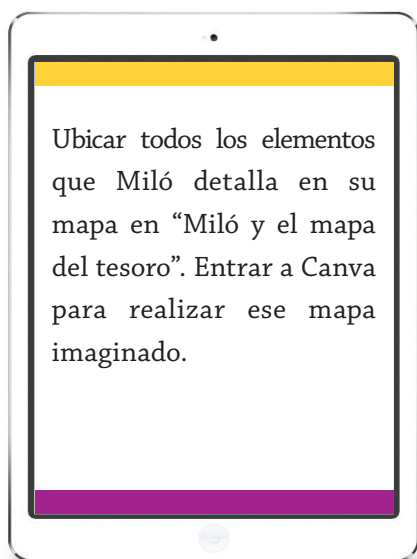 Ubicar todos los elementos
que Miló detalla en su
mapa en “Miló y el mapa
del tesoro”. Entrar a Canva
para realizar ese mapa
imaginado.